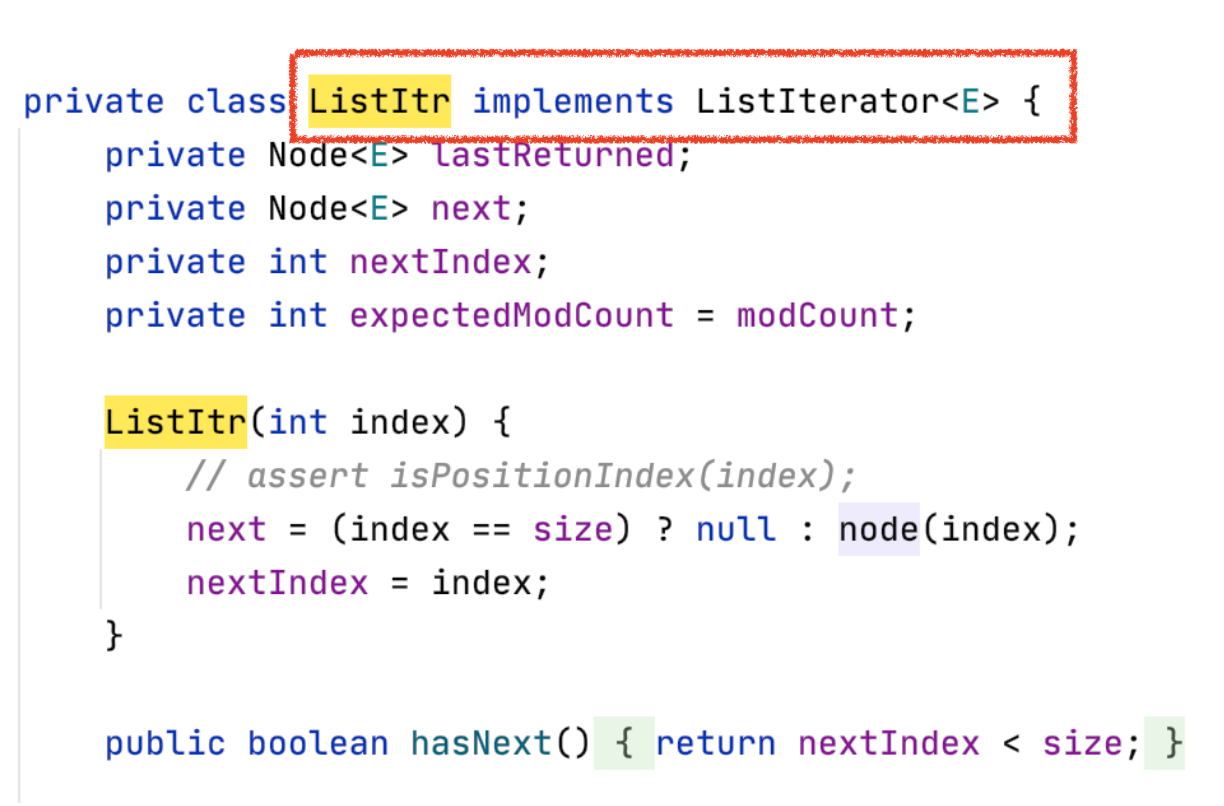 private class ListItr implements ListIterator<E> {
private Node<E> lastReturned;
private Node<E> next;
private int nextIndex;
private int expectedModCount = modCount;
ListItr(int index) {
// assert isPositionIndex(index);
next = (index == size) ? null : node(index);
nextIndex = index;
}
public boolean hasNext() { return nextIndex < size; }